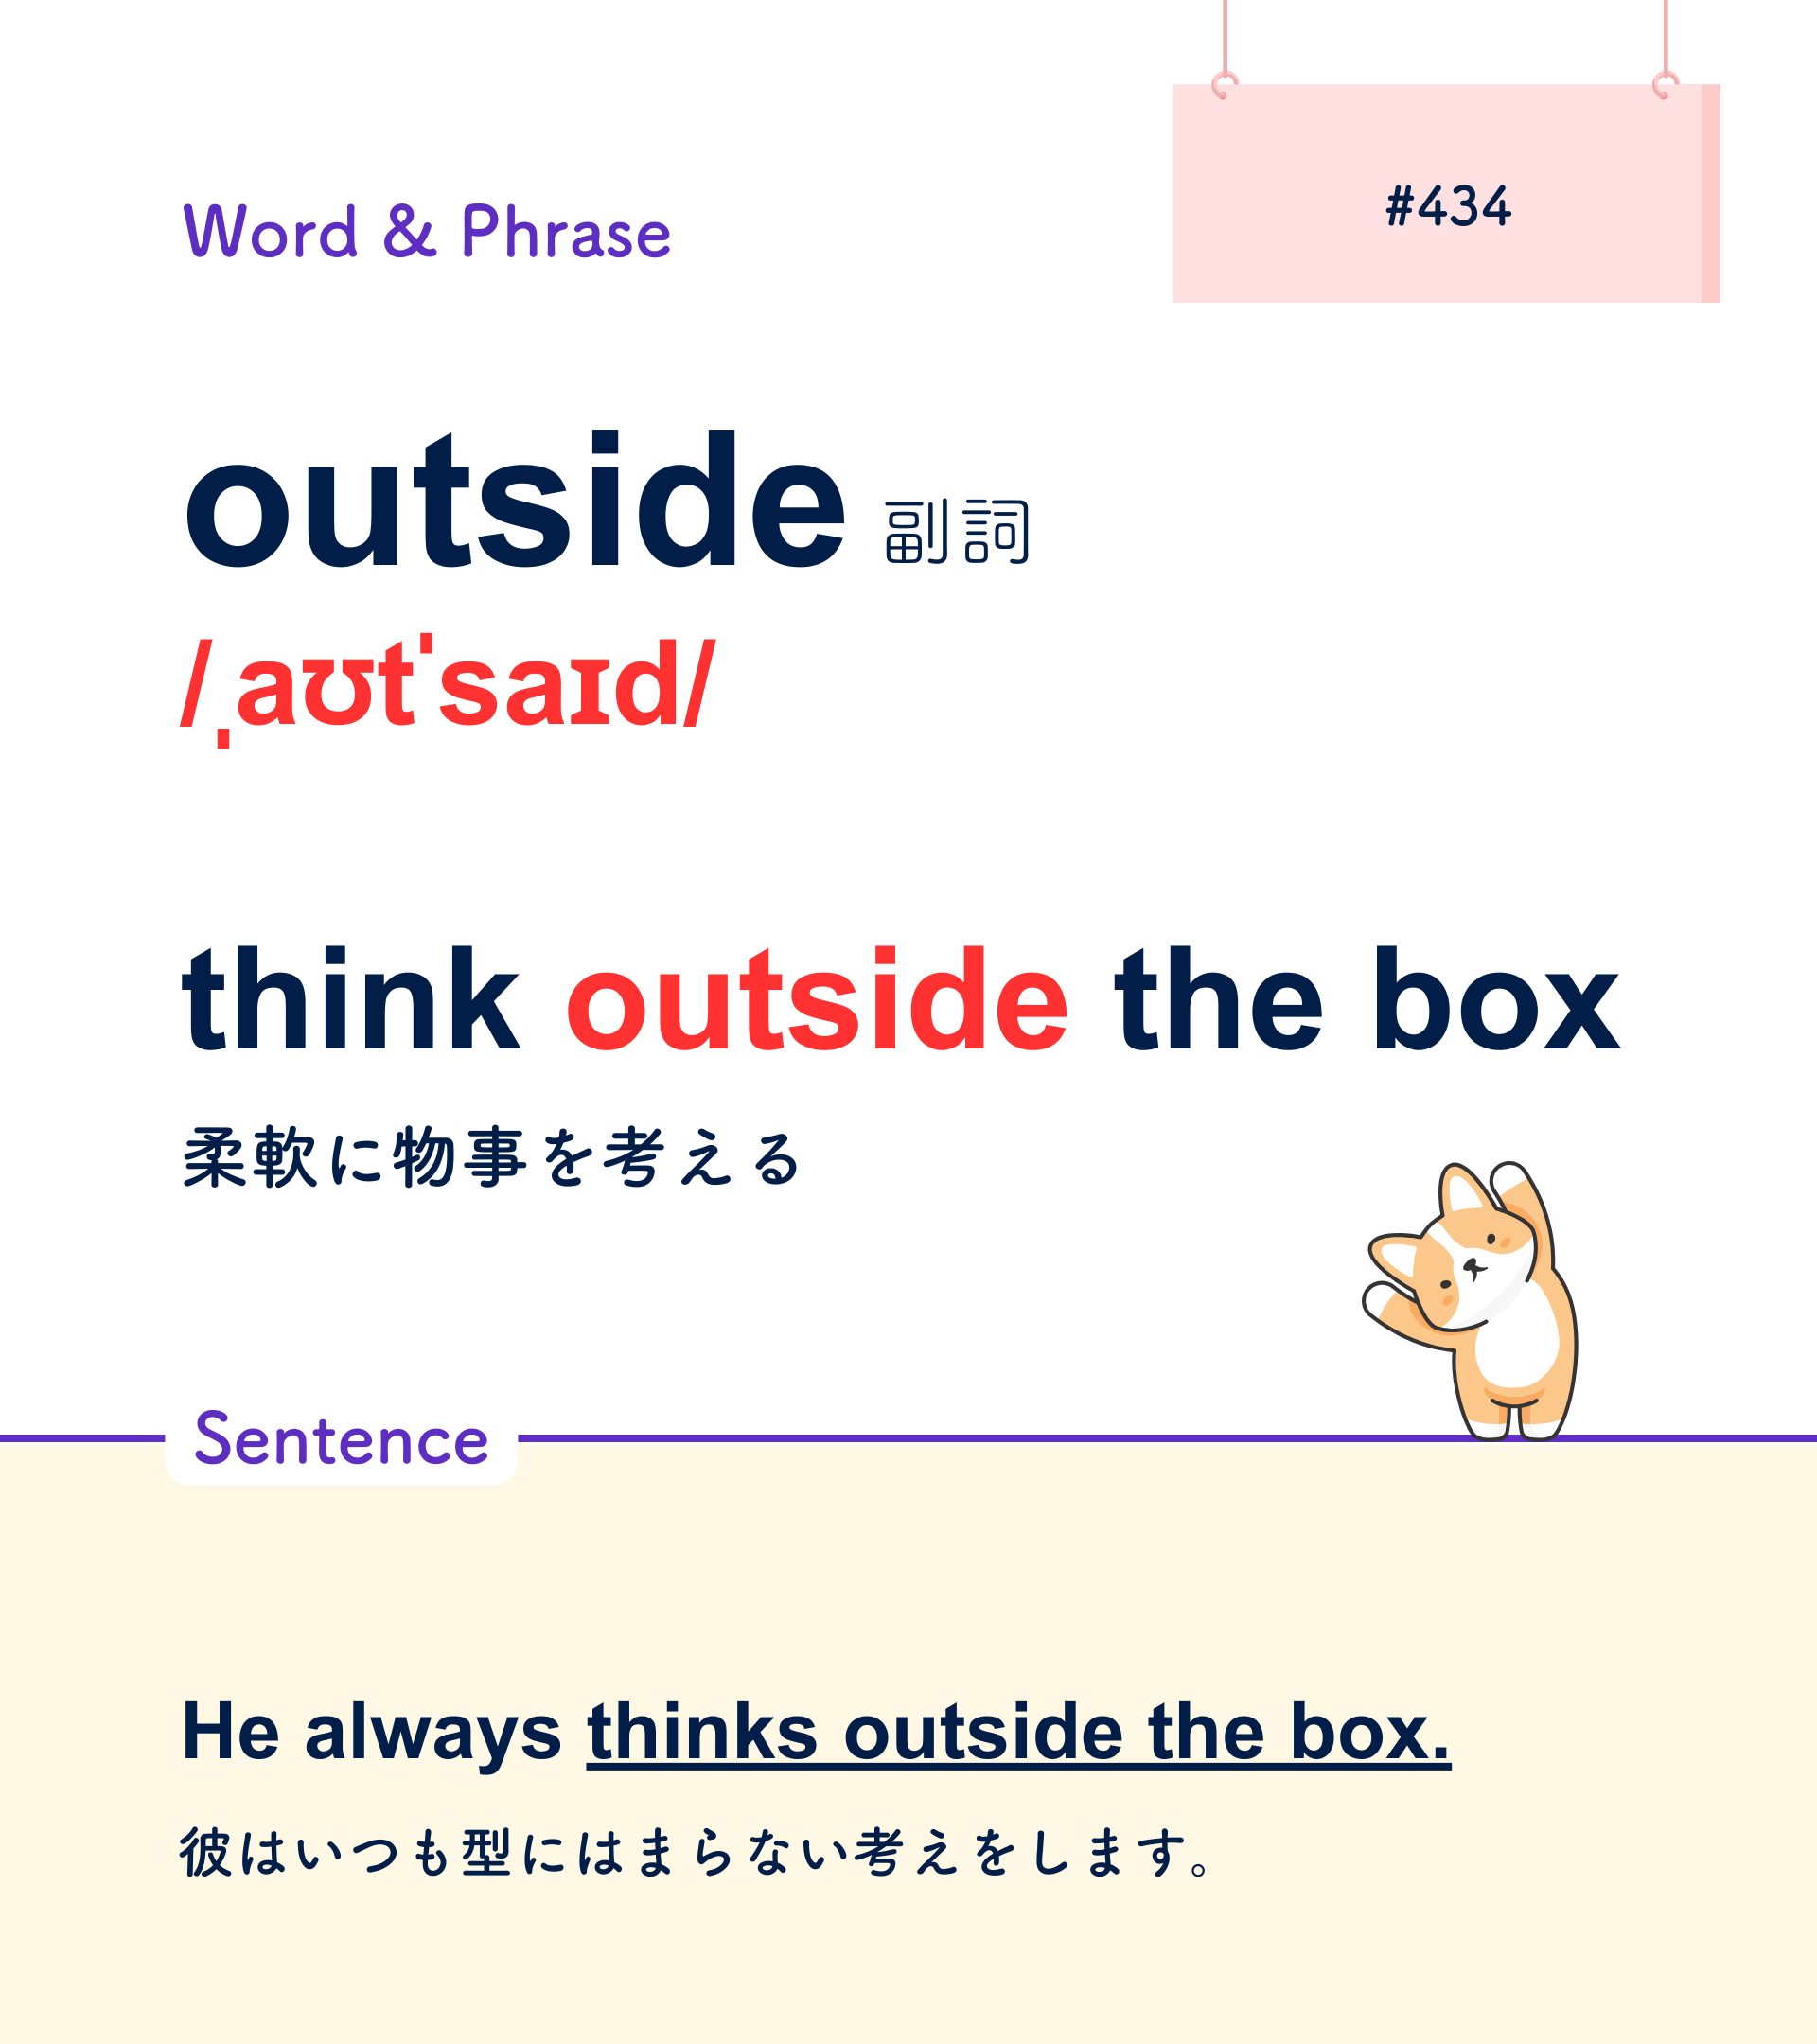 #434
Word & Phrase
outside 副詞
/ˌaʊtˈsaɪd/
think outside the box
柔軟に物事を考える
Sentence
He always thinks outside the box.
彼はいつも型にはまらない考えをします。